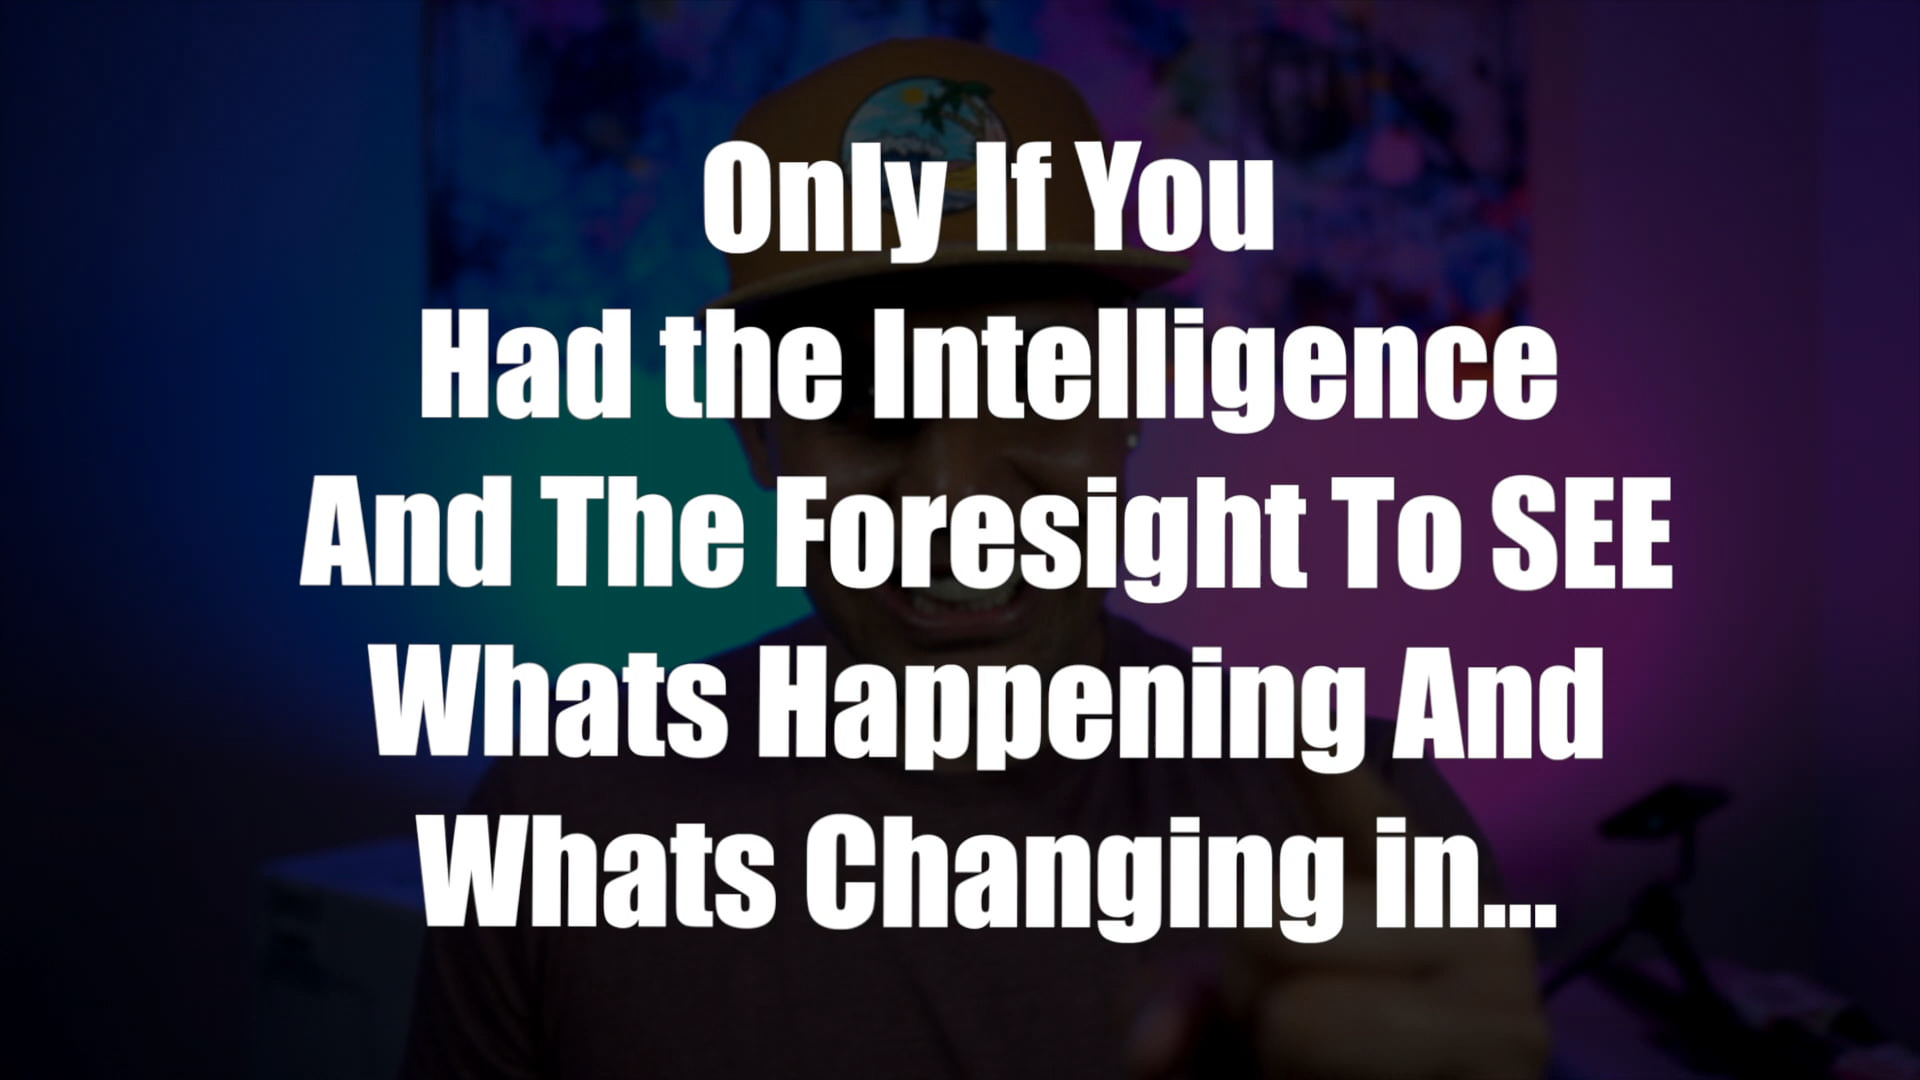 Only If You
Had the Intelligence
And The Foresight To SEE
Whats Happening And
Whats Changing in...